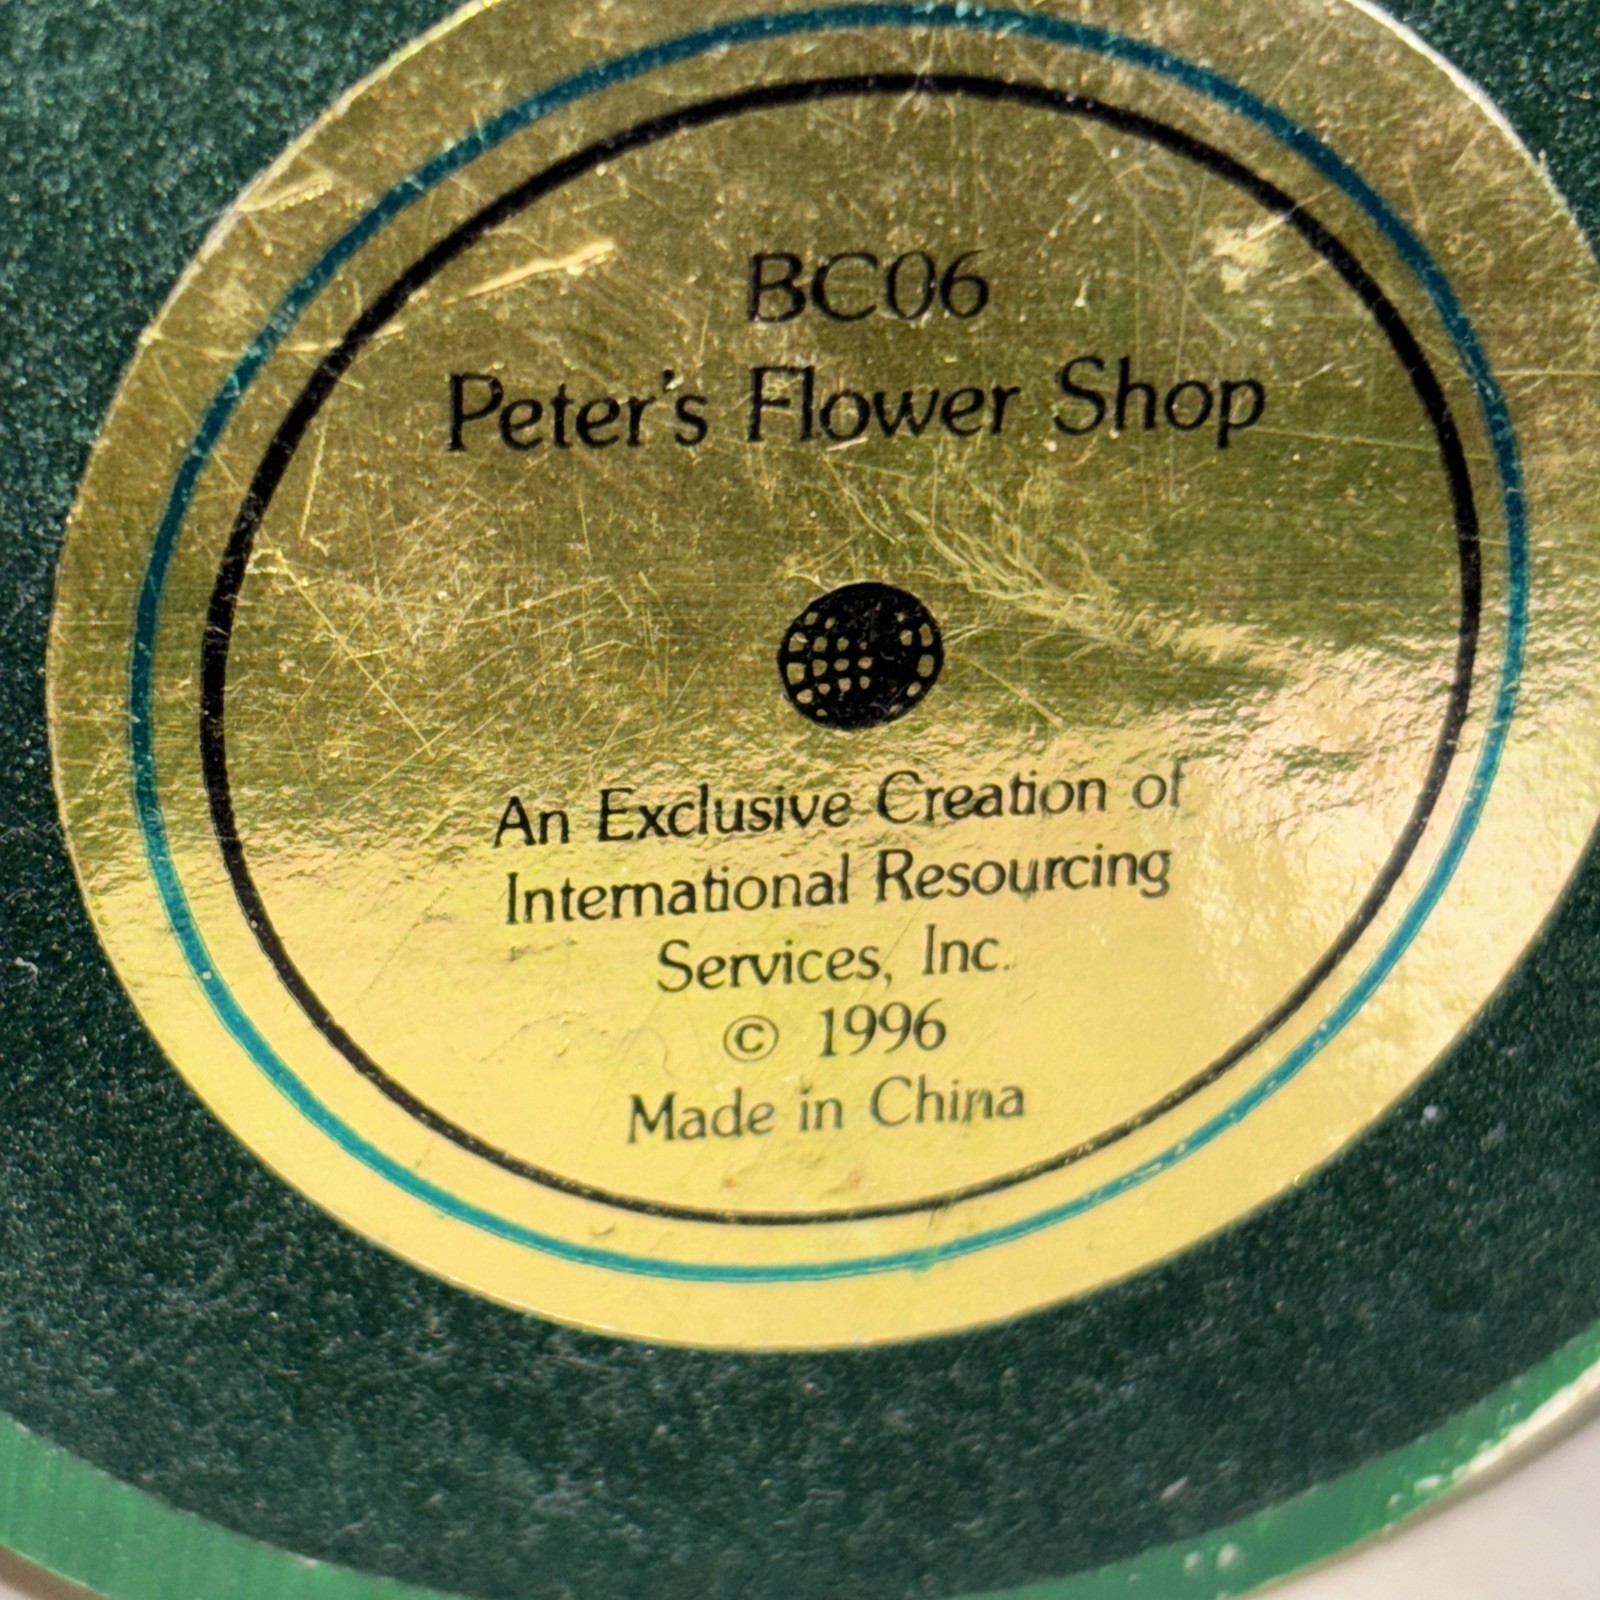 BC06
Peter's Flower Shop
An Exclusive Creation of
International Resourcing
Services, Inc.
© 1996
Made in China